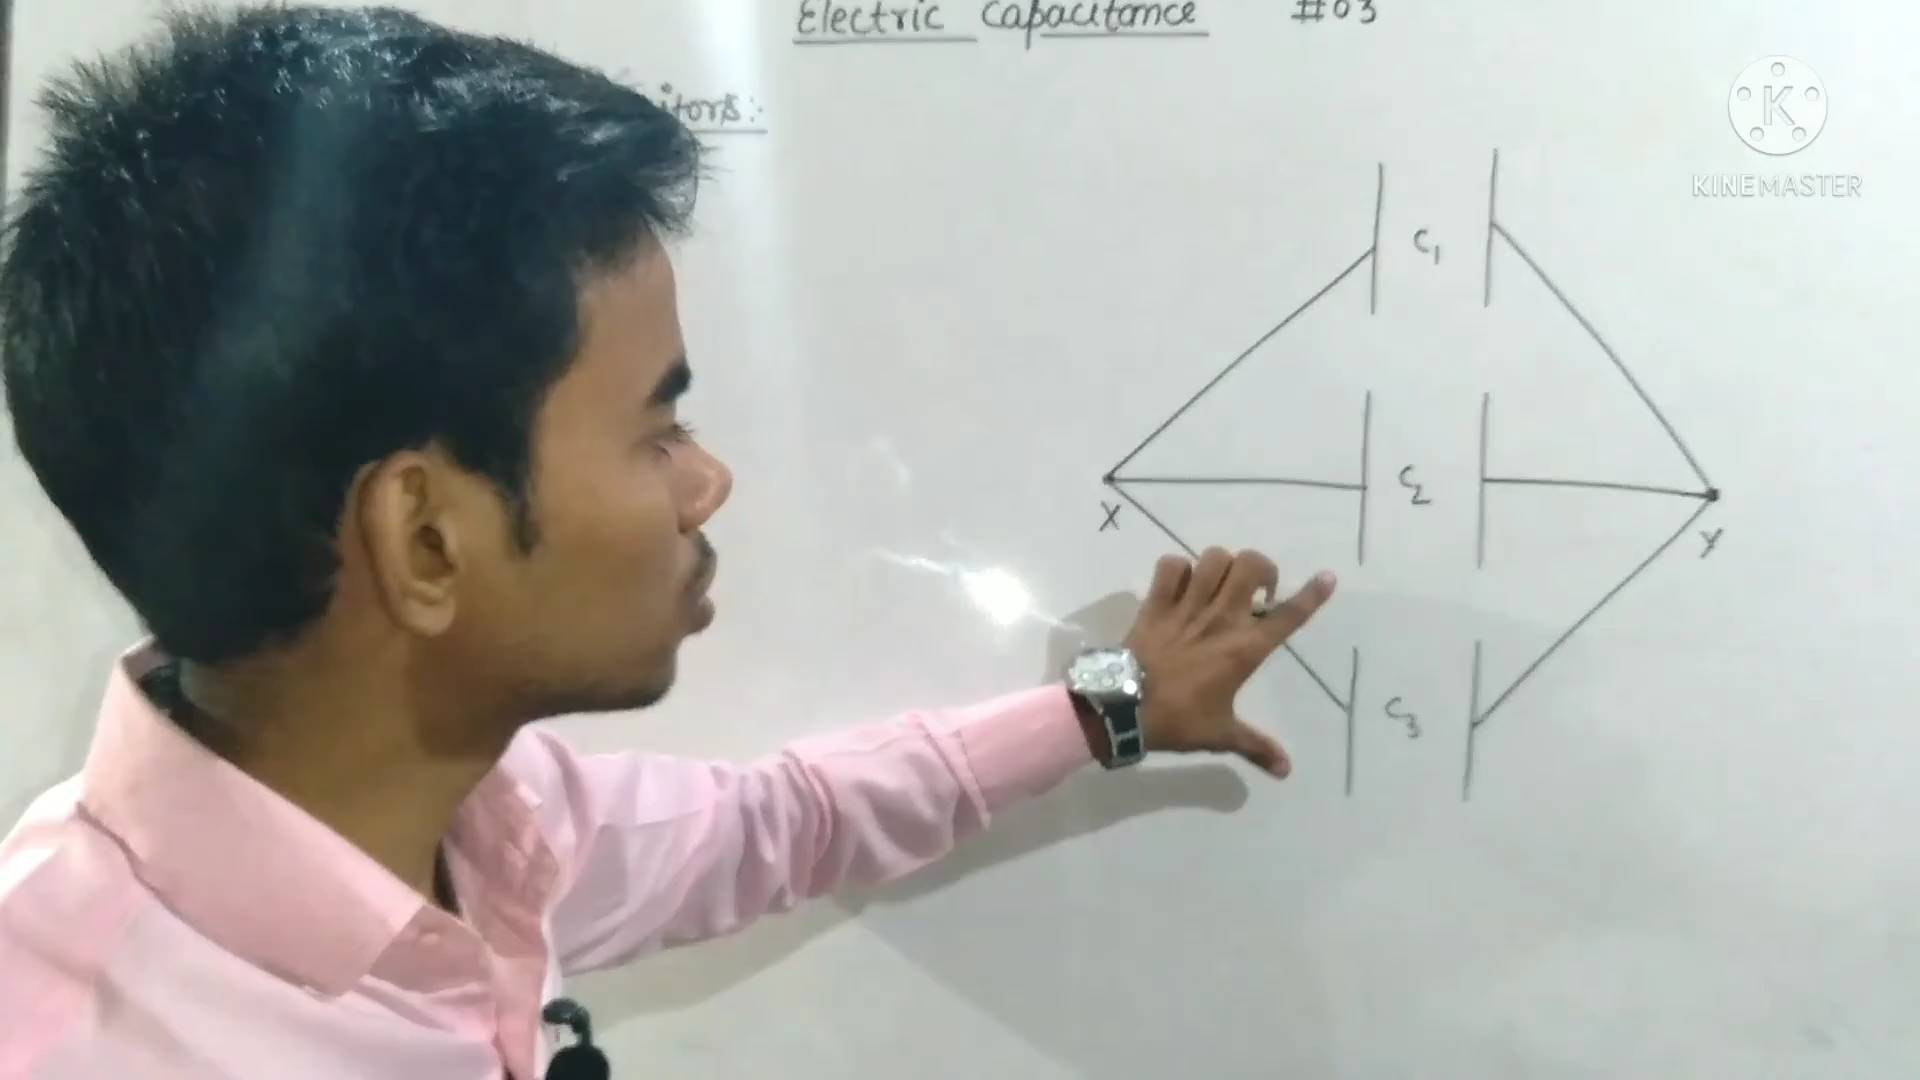 Electric Capacitance #03
itors:-
KINEMASTER
C1
C2
X
Y
C3